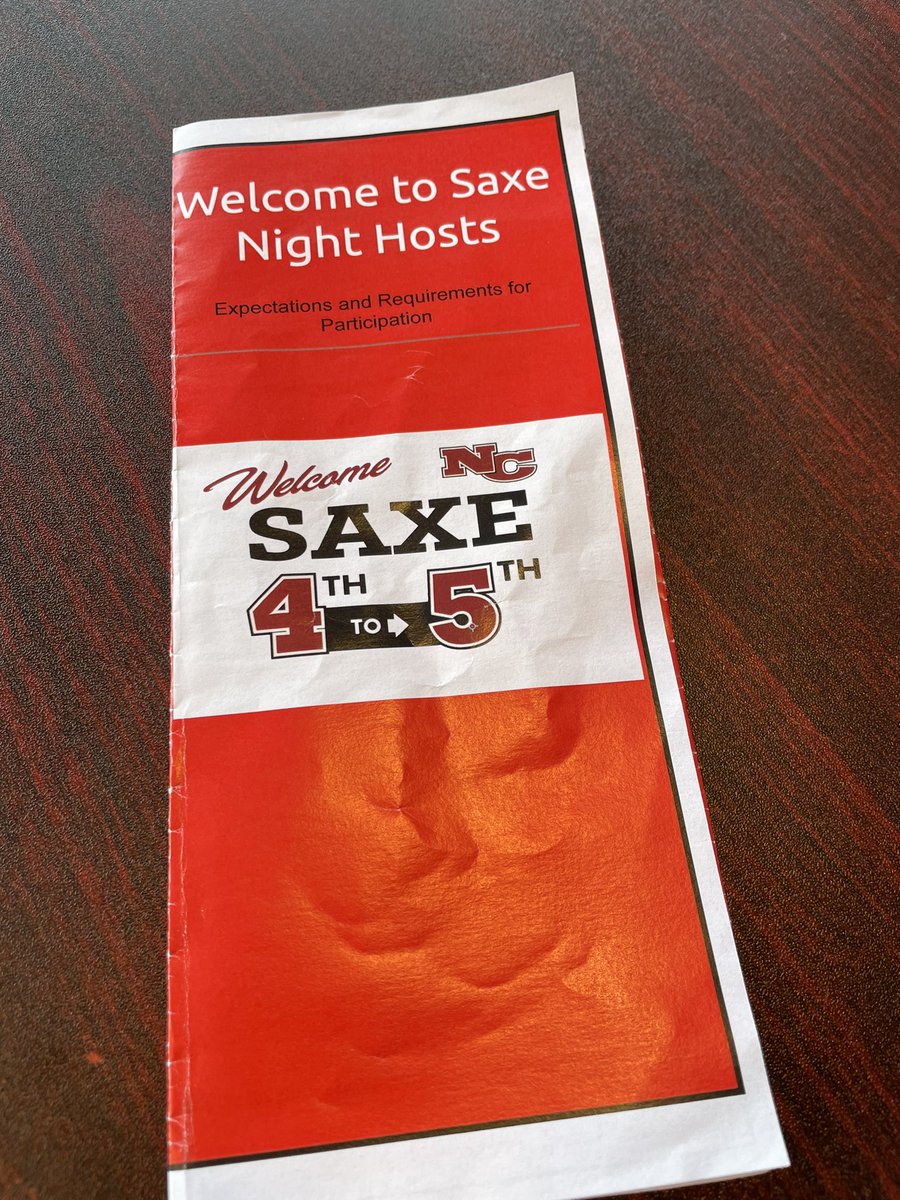 Welcome to Saxe
Night Hosts
Expectations and Requirements for
Participation
Welcome NC
SAXE
4TH TO 5TH